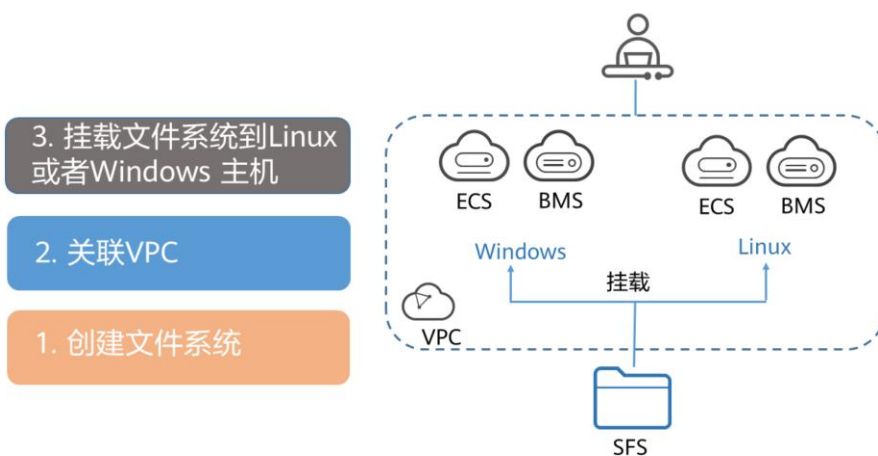 3. 挂载文件系统到Linux
或者Windows 主机
2. 关联VPC
1. 创建文件系统
ECS
BMS
ECS
BMS
Windows
Linux
挂载
VPC
SFS